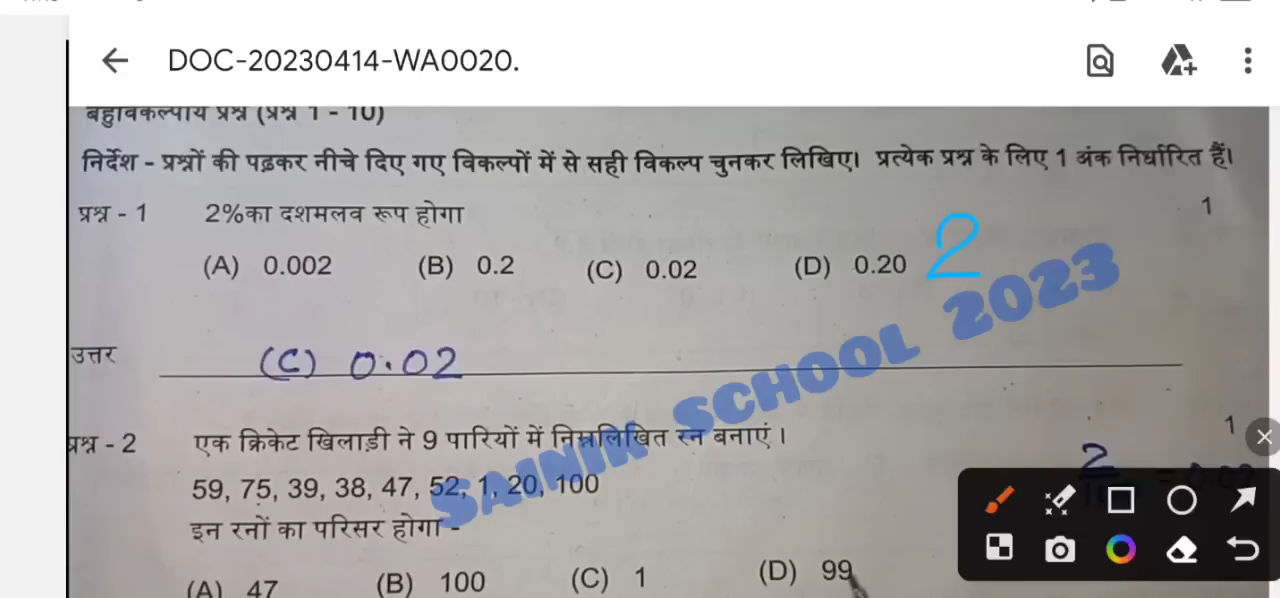 DOC-20230414-WA0020.
बहुविकल्पीय प्रश्न (प्रश्न 1 - 10)
निर्देश - प्रश्नों की पढ़कर नीचे दिए गए विकल्पों में से सही विकल्प चुनकर लिखिए। प्रत्येक प्रश्न के लिए 1 अंक निर्धारित हैं।
प्रश्न - 1 2%का दशमलव रूप होगा 1
(A) 0.002 (B) 0.2 (C) 0.02 (D) 0.20 2
उत्तर (C) 0.02
SAINIK SCHOOL 2023
प्रश्न - 2 एक क्रिकेट खिलाड़ी ने 9 पारियों में निम्नलिखित रन बनाएं। 1
59, 75, 39, 38, 47, 52, 1, 20, 100
इन रनों का परिसर होगा -
(A) 47 (B) 100 (C) 1 (D) 99